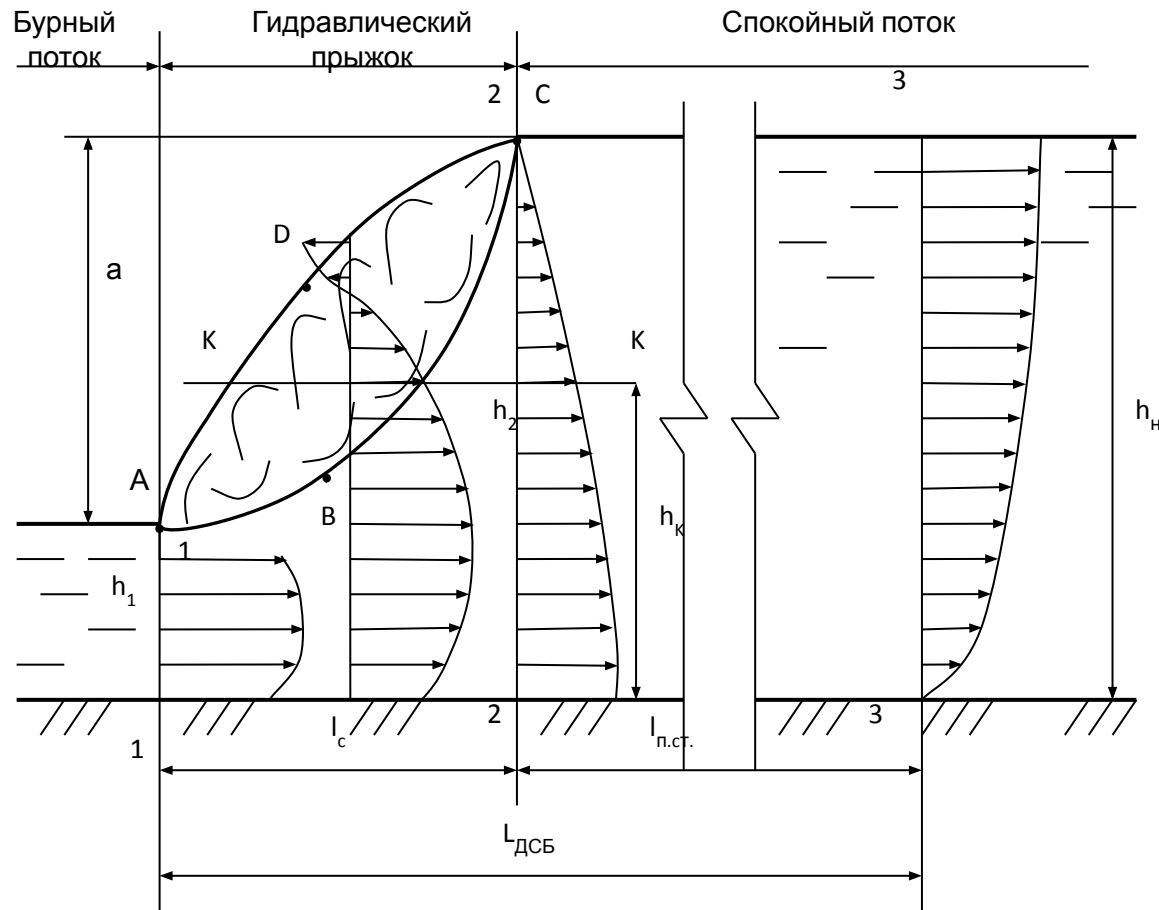 Бурный
поток
Гидравлический
прыжок
Спокойный поток
2
C
3
D
a
K
K
h2
hн
A
B
hK
1
h1
lс
2
lп.ст.
3
1
LДСБ